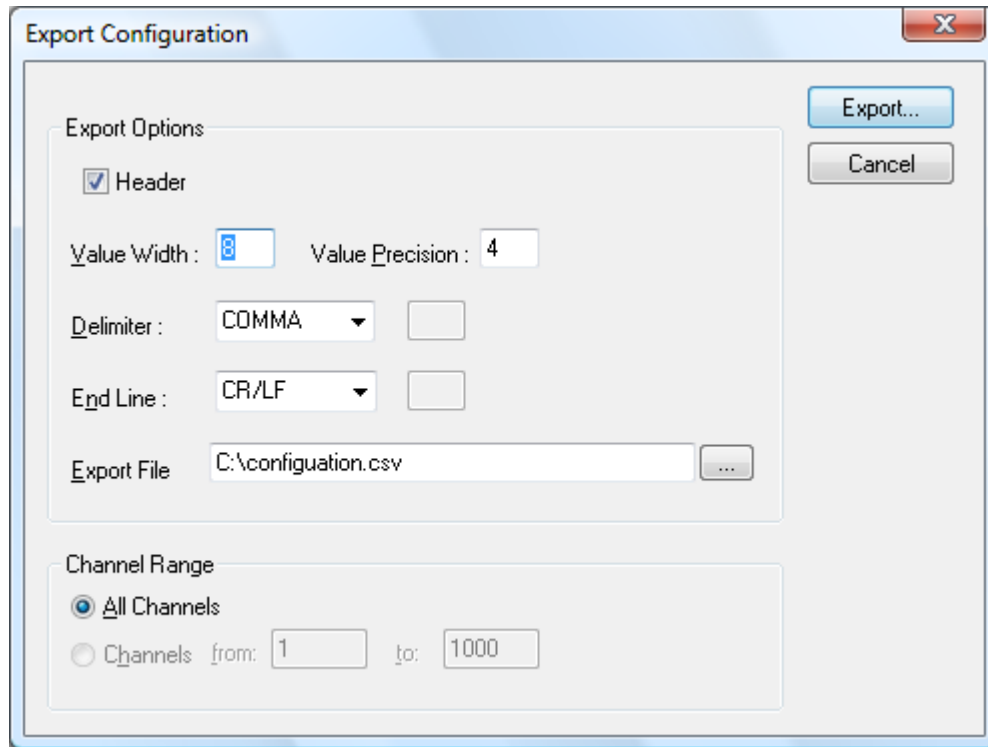 Export Configuration
Export Options
Header
Value Width : 8 Value Precision : 4
Delimiter : COMMA
End Line : CR/LF
Export File C:\configuation.csv ...
Channel Range
All Channels
Channels from: 1 to: 1000
Export...
Cancel